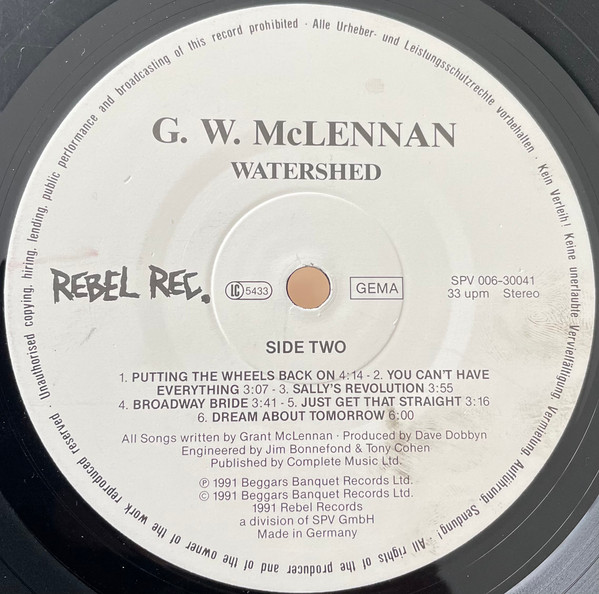 Unauthorised copying, hiring, lending, public performance and broadcasting of this record prohibited · Alle Urheber- und Leistungsschutzrechte vorbehalten. · Kein Verleih! Keine unerlaubte Vervielfältigung, Vermietung, Aufführung, Sendung! · All rights of the producer and of the owner of the work reproduced reserved ·
G. W. McLENNAN
WATERSHED
REBEL REC.
LC 5433
GEMA
SPV 006-30041
33 upm Stereo
SIDE TWO
1. PUTTING THE WHEELS BACK ON 4:14 - 2. YOU CAN'T HAVE
EVERYTHING 3:07 - 3. SALLY'S REVOLUTION 3:55
4. BROADWAY BRIDE 3:41 - 5. JUST GET THAT STRAIGHT 3:16
6. DREAM ABOUT TOMORROW 6:00
All Songs written by Grant McLennan · Produced by Dave Dobbyn
Engineered by Jim Bonnefond & Tony Cohen
Published by Complete Music Ltd.
℗ 1991 Beggars Banquet Records Ltd.
© 1991 Beggars Banquet Records Ltd.
1991 Rebel Records
a division of SPV GmbH
Made in Germany